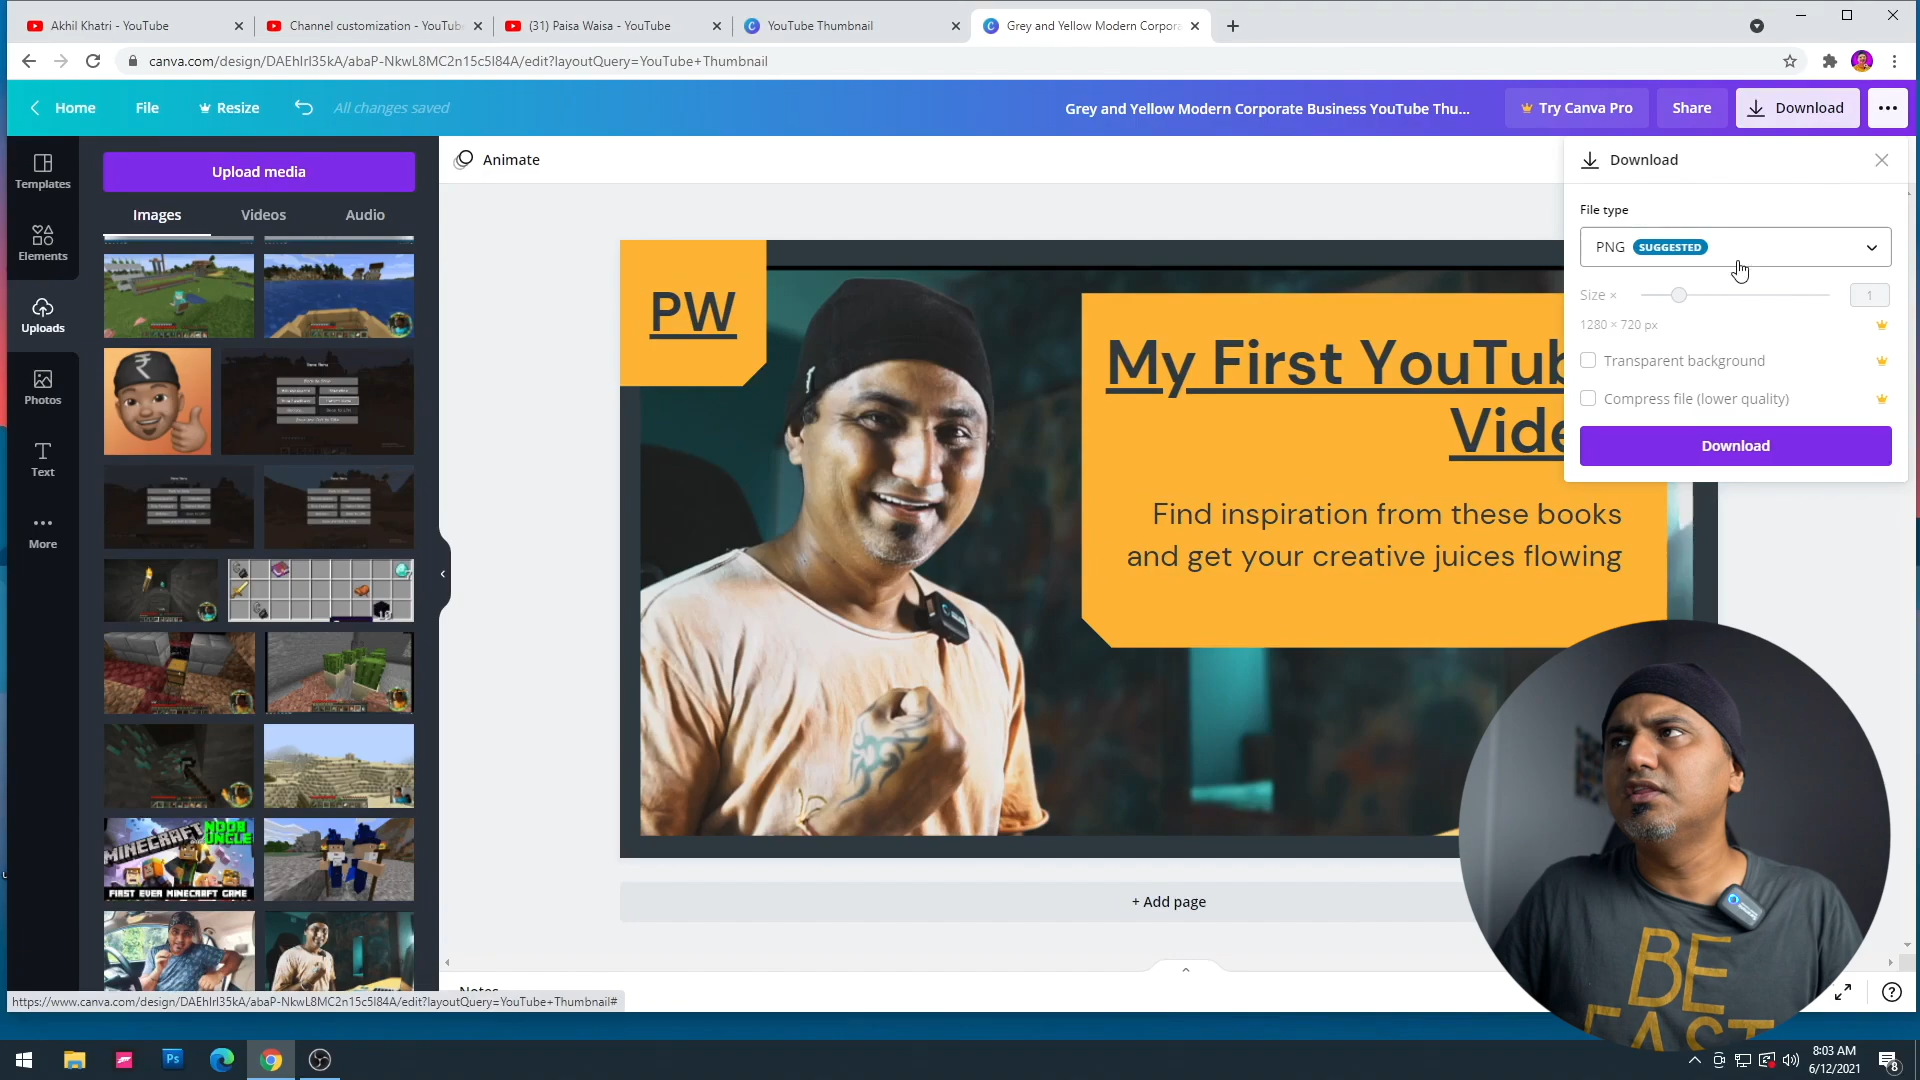 Akhil Khatri - YouTube
Channel customization - YouTub
(31) Paisa Waisa - YouTube
YouTube Thumbnail
Grey and Yellow Modern Corpora
canva.com/design/DAEhIrl35kA/abaP-NkwL8MC2n15c5l84A/edit?layoutQuery=YouTube+Thumbnail
Home
File
Resize
All changes saved
Grey and Yellow Modern Corporate Business YouTube Thu...
Try Canva Pro
Share
Download
Templates
Elements
Uploads
Photos
Text
More
Upload media
Images
Videos
Audio
MINECRAFT
NOOB
UNCLE
FIRST EVER MINECRAFT GAME
Animate
PW
My First YouTub
Vide
Find inspiration from these books
and get your creative juices flowing
+ Add page
Notes
Download
File type
PNG SUGGESTED
Size ×
1
1280 × 720 px
Transparent background
Compress file (lower quality)
Download
BE
FAST
https://www.canva.com/design/DAEhIrl35kA/abaP-NkwL8MC2n15c5l84A/edit?layoutQuery=YouTube+Thumbnail#
Ps
8:03 AM
6/12/2021
8